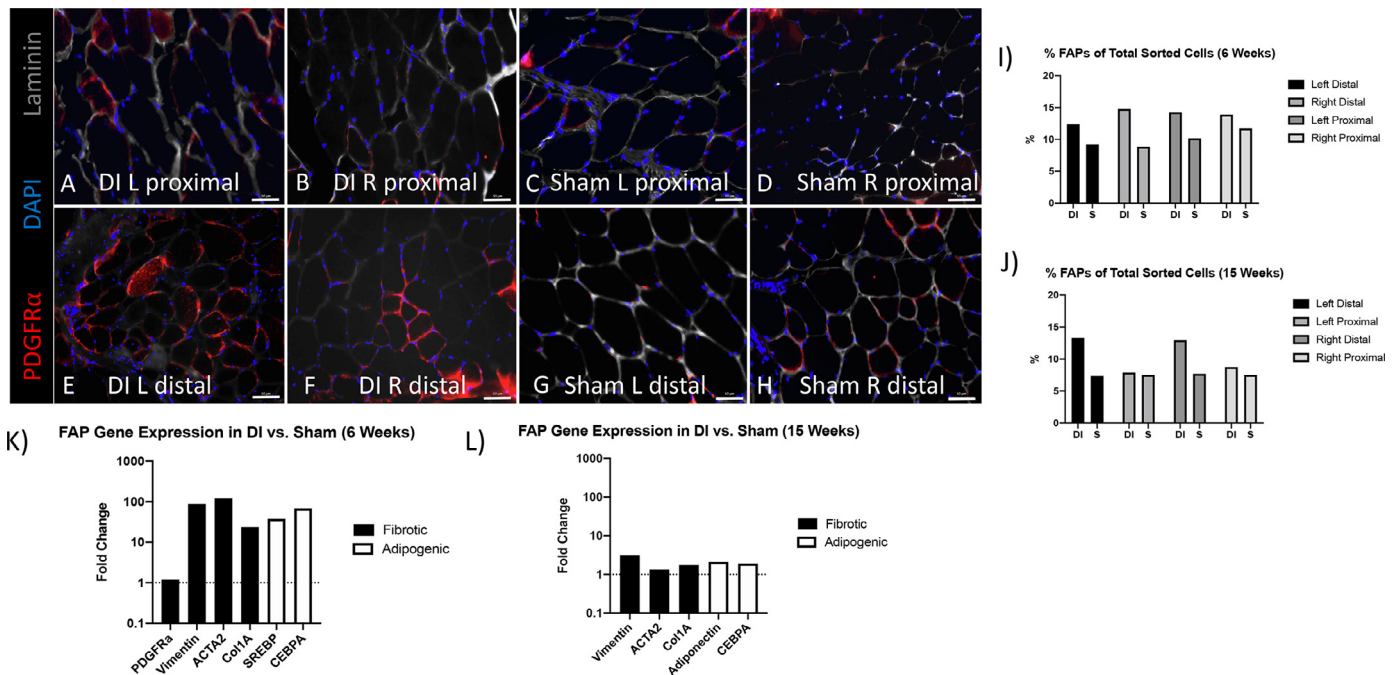 Laminin
DAPI
PDGFRα
A DI L proximal
B DI R proximal
C Sham L proximal
D Sham R proximal
E DI L distal
F DI R distal
G Sham L distal
H Sham R distal
I)
% FAPs of Total Sorted Cells (6 Weeks)
20
15
10
5
0
%
DI S DI S DI S DI S
Left Distal
Right Distal
Left Proximal
Right Proximal
J)
% FAPs of Total Sorted Cells (15 Weeks)
20
15
10
5
0
%
DI S DI S DI S DI S
Left Distal
Left Proximal
Right Distal
Right Proximal
K)
FAP Gene Expression in DI vs. Sham (6 Weeks)
1000
100
10
1
0.1
Fold Change
PDGFRa
Vimentin
ACTA2
Col1A
SREBP
CEBPA
Fibrotic
Adipogenic
L)
FAP Gene Expression in DI vs. Sham (15 Weeks)
1000
100
10
1
0.1
Fold Change
Vimentin
ACTA2
Col1A
Adiponectin
CEBPA
Fibrotic
Adipogenic